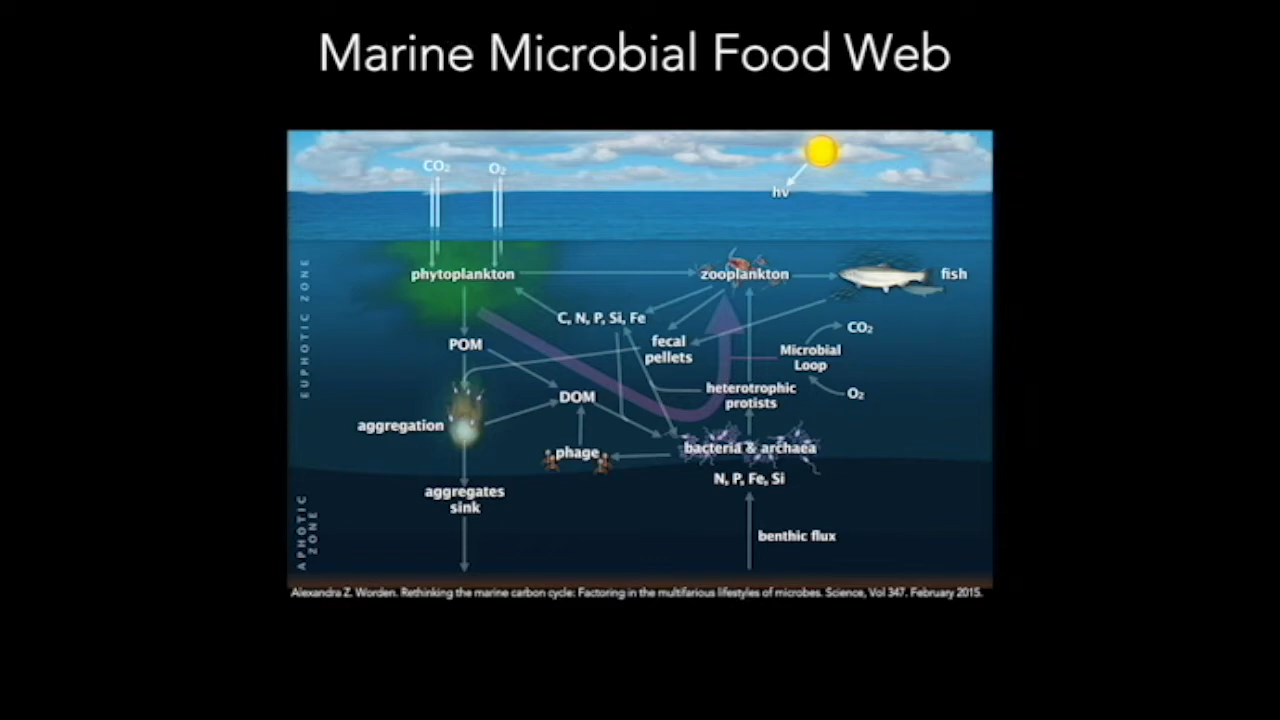 Marine Microbial Food Web
CO₂
O₂
hv
EUPHOTIC ZONE
phytoplankton
zooplankton
fish
C, N, P, Si, Fe
CO₂
POM
fecal
pellets
Microbial
Loop
DOM
heterotrophic
protists
O₂
aggregation
phage
bacteria & archaea
N, P, Fe, Si
aggregates
sink
APHOTIC
ZONE
benthic flux
Alexandra Z. Worden. Rethinking the marine carbon cycle: Factoring in the multifarious lifestyles of microbes. Science, Vol 347. February 2015.